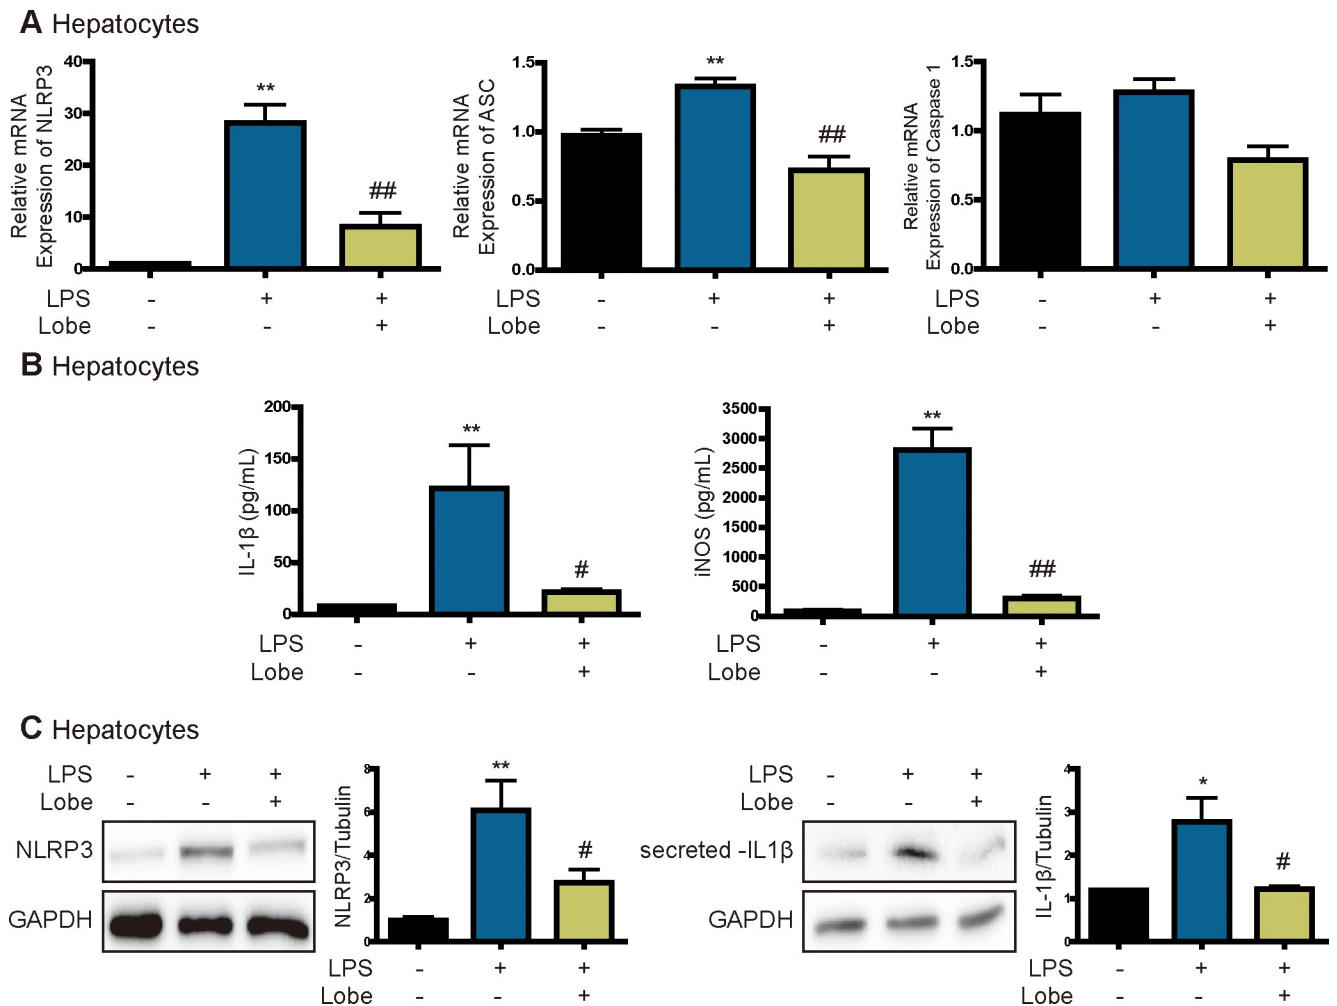 A Hepatocytes
Relative mRNA
Expression of NLRP3
40
30
20
10
0
**
##
LPS - + +
Lobe - - +
Relative mRNA
Expression of ASC
1.5
1.0
0.5
0.0
**
##
LPS - + +
Lobe - - +
Relative mRNA
Expression of Caspase 1
1.5
1.0
0.5
0.0
LPS - + +
Lobe - - +
B Hepatocytes
IL-1β (pg/mL)
200
150
100
50
0
**
#
LPS - + +
Lobe - - +
iNOS (pg/mL)
3500
3000
2500
2000
1500
1000
500
0
**
##
LPS - + +
Lobe - - +
C Hepatocytes
LPS - + +
Lobe - - +
NLRP3
GAPDH
NLRP3/Tubulin
8
6
4
2
0
**
#
LPS - + +
Lobe - - +
LPS - + +
Lobe - - +
secreted -IL1β
GAPDH
IL-1β/Tubulin
4
3
2
1
0
*
#
LPS - + +
Lobe - - +